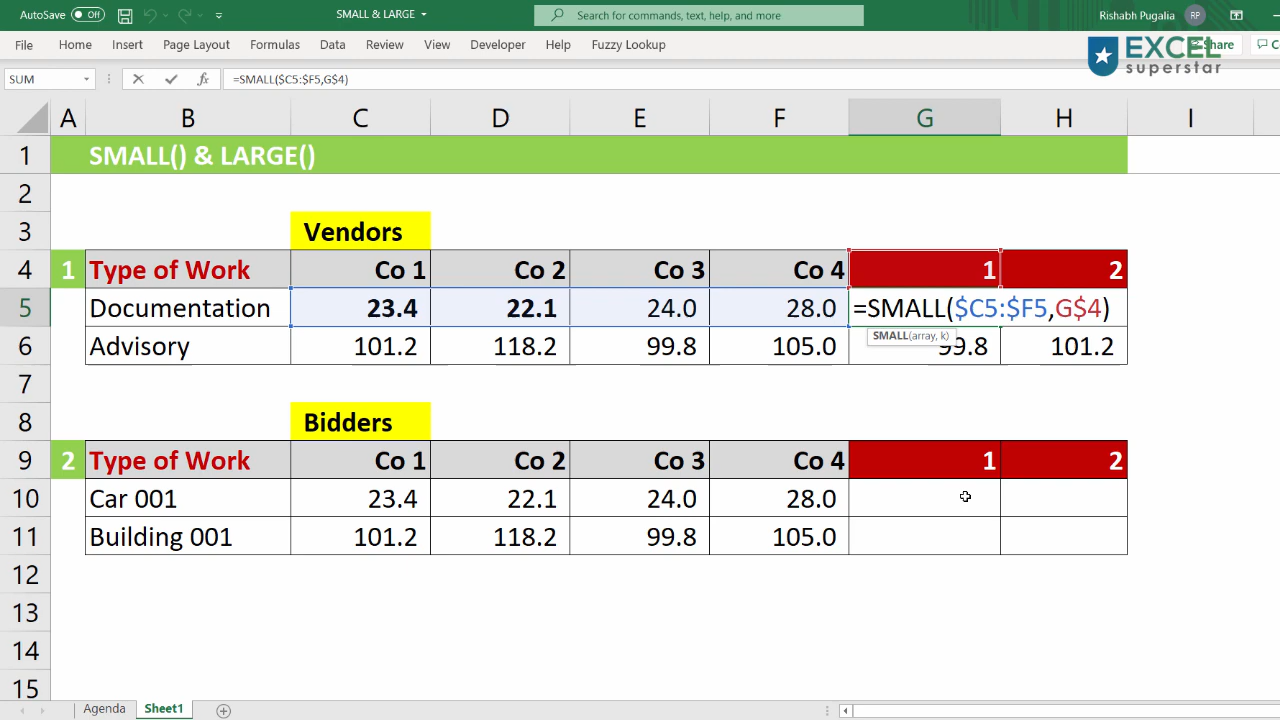 AutoSave Off SMALL & LARGE Search for commands, text, help, and more Rishabh Pugalia RP
File Home Insert Page Layout Formulas Data Review View Developer Help Fuzzy Lookup Share
EXCEL
superstar
SUM fx =SMALL($C5:$F5,G$4)
A B C D E F G H I
1 SMALL() & LARGE()
2
3 Vendors
4 1 Type of Work Co 1 Co 2 Co 3 Co 4 1 2
5 Documentation 23.4 22.1 24.0 28.0 =SMALL($C5:$F5,G$4)
SMALL(array, k)
6 Advisory 101.2 118.2 99.8 105.0 99.8 101.2
7
8 Bidders
9 2 Type of Work Co 1 Co 2 Co 3 Co 4 1 2
10 Car 001 23.4 22.1 24.0 28.0
11 Building 001 101.2 118.2 99.8 105.0
12
13
14
15
Agenda Sheet1